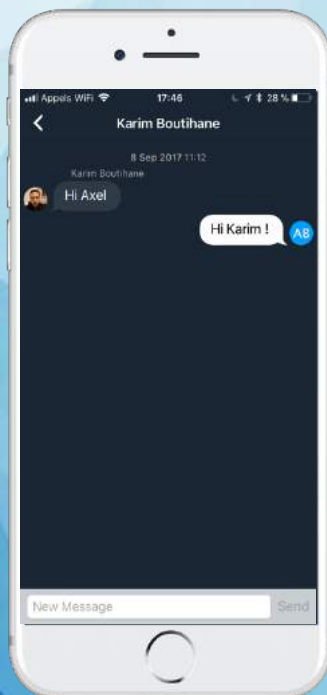 Appels WiFi 17:46 28 %
Karim Boutihane
8 Sep 2017 11:12
Karim Boutihane
Hi Axel
Hi Karim !
AB
New Message
Send